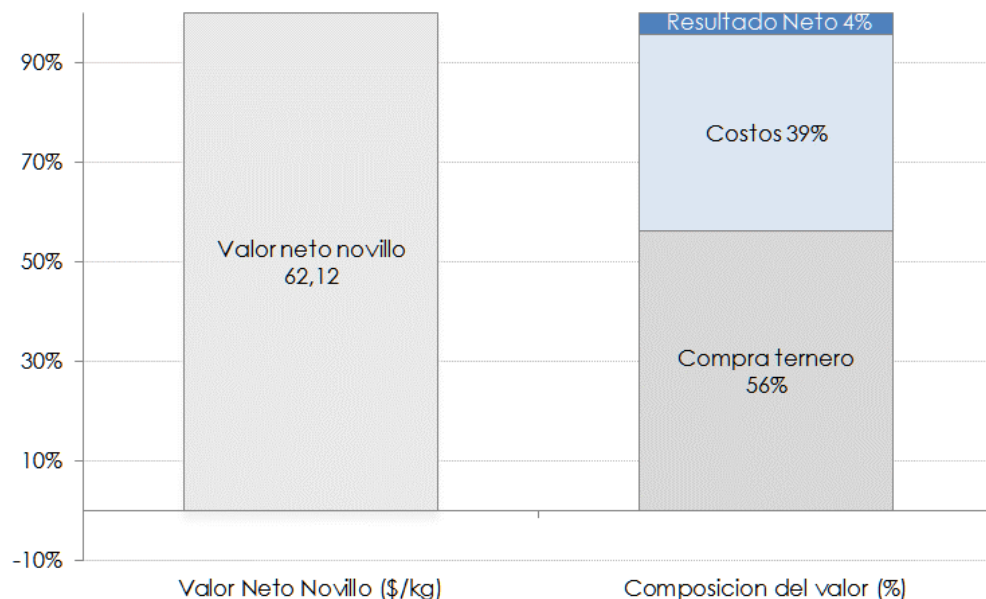 Resultado Neto 4%
90%
Costos 39%
70%
Valor neto novillo
62,12
50%
Compra ternero
56%
30%
10%
-10%
Valor Neto Novillo ($/kg)
Composicion del valor (%)